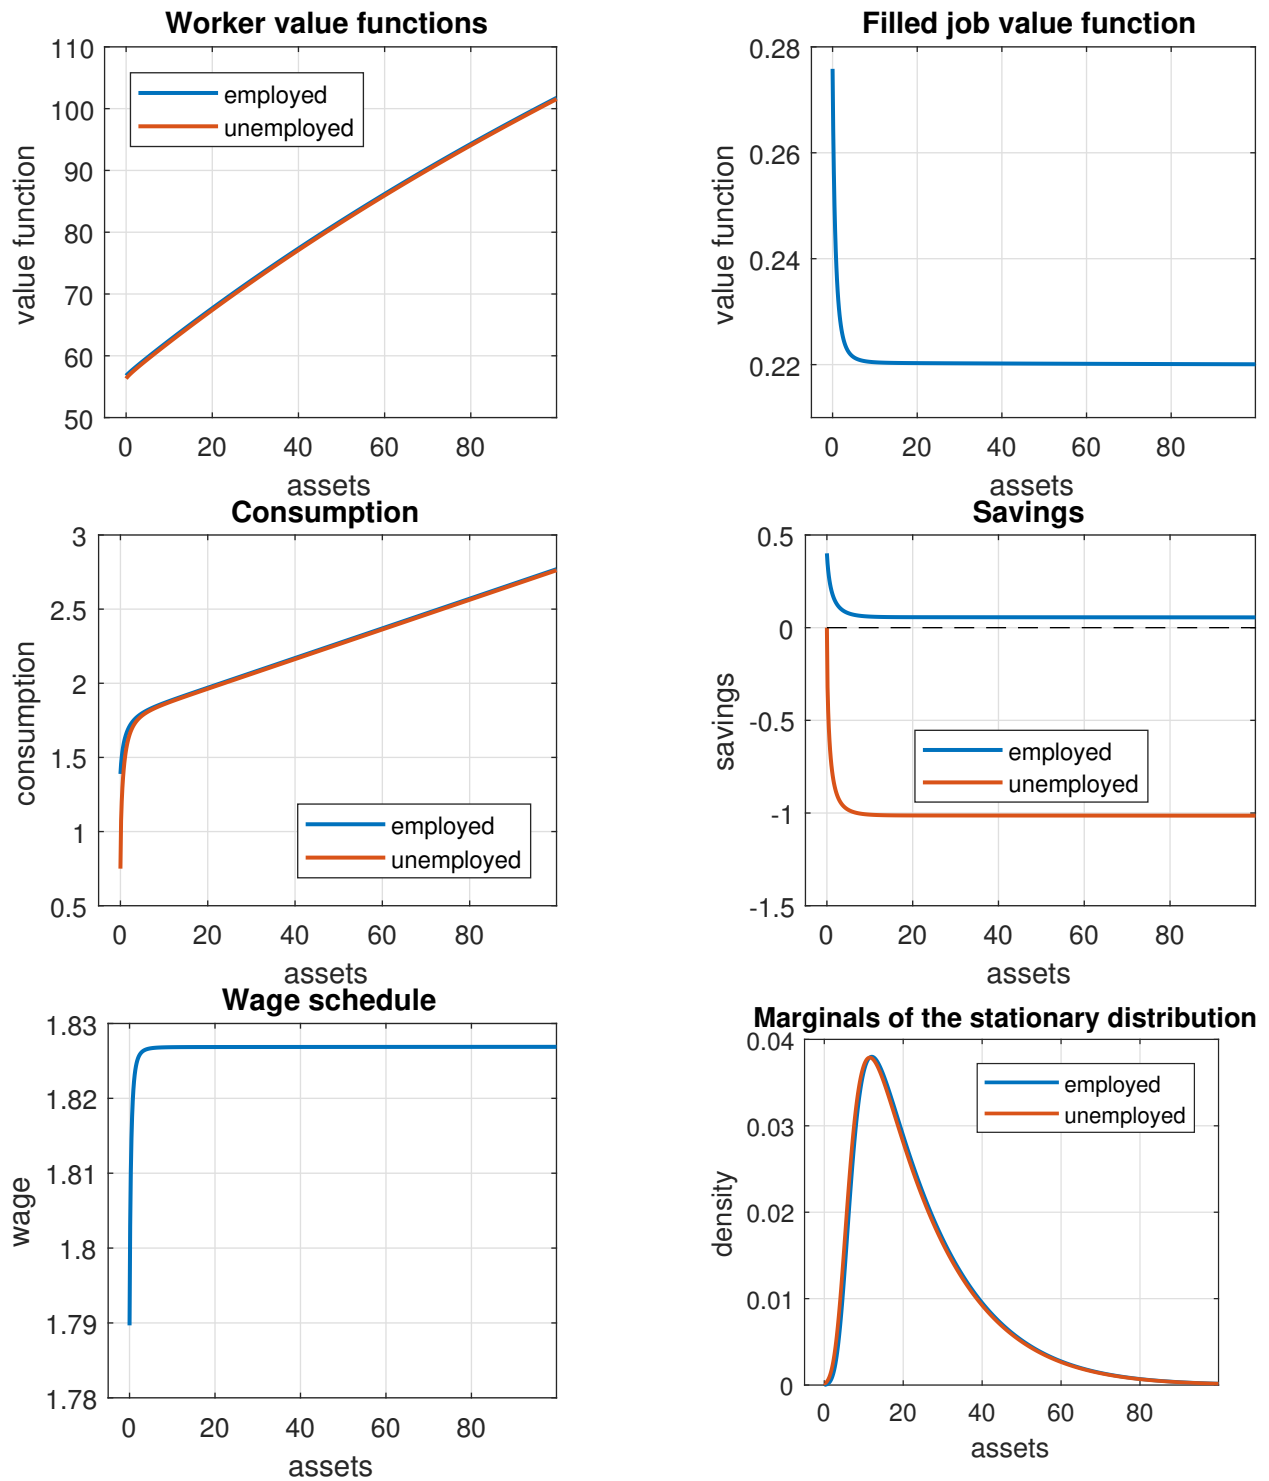 Worker value functions
110
100
90
80
70
60
50
value function
employed
unemployed
0 20 40 60 80
assets
Filled job value function
0.28
0.26
0.24
0.22
value function
0 20 40 60 80
assets
Consumption
3
2.5
2
1.5
1
0.5
consumption
employed
unemployed
0 20 40 60 80
assets
Savings
0.5
0
-0.5
-1
-1.5
savings
employed
unemployed
0 20 40 60 80
assets
Wage schedule
1.83
1.82
1.81
1.8
1.79
1.78
wage
0 20 40 60 80
assets
Marginals of the stationary distribution
0.04
0.03
0.02
0.01
0
density
employed
unemployed
0 20 40 60 80
assets